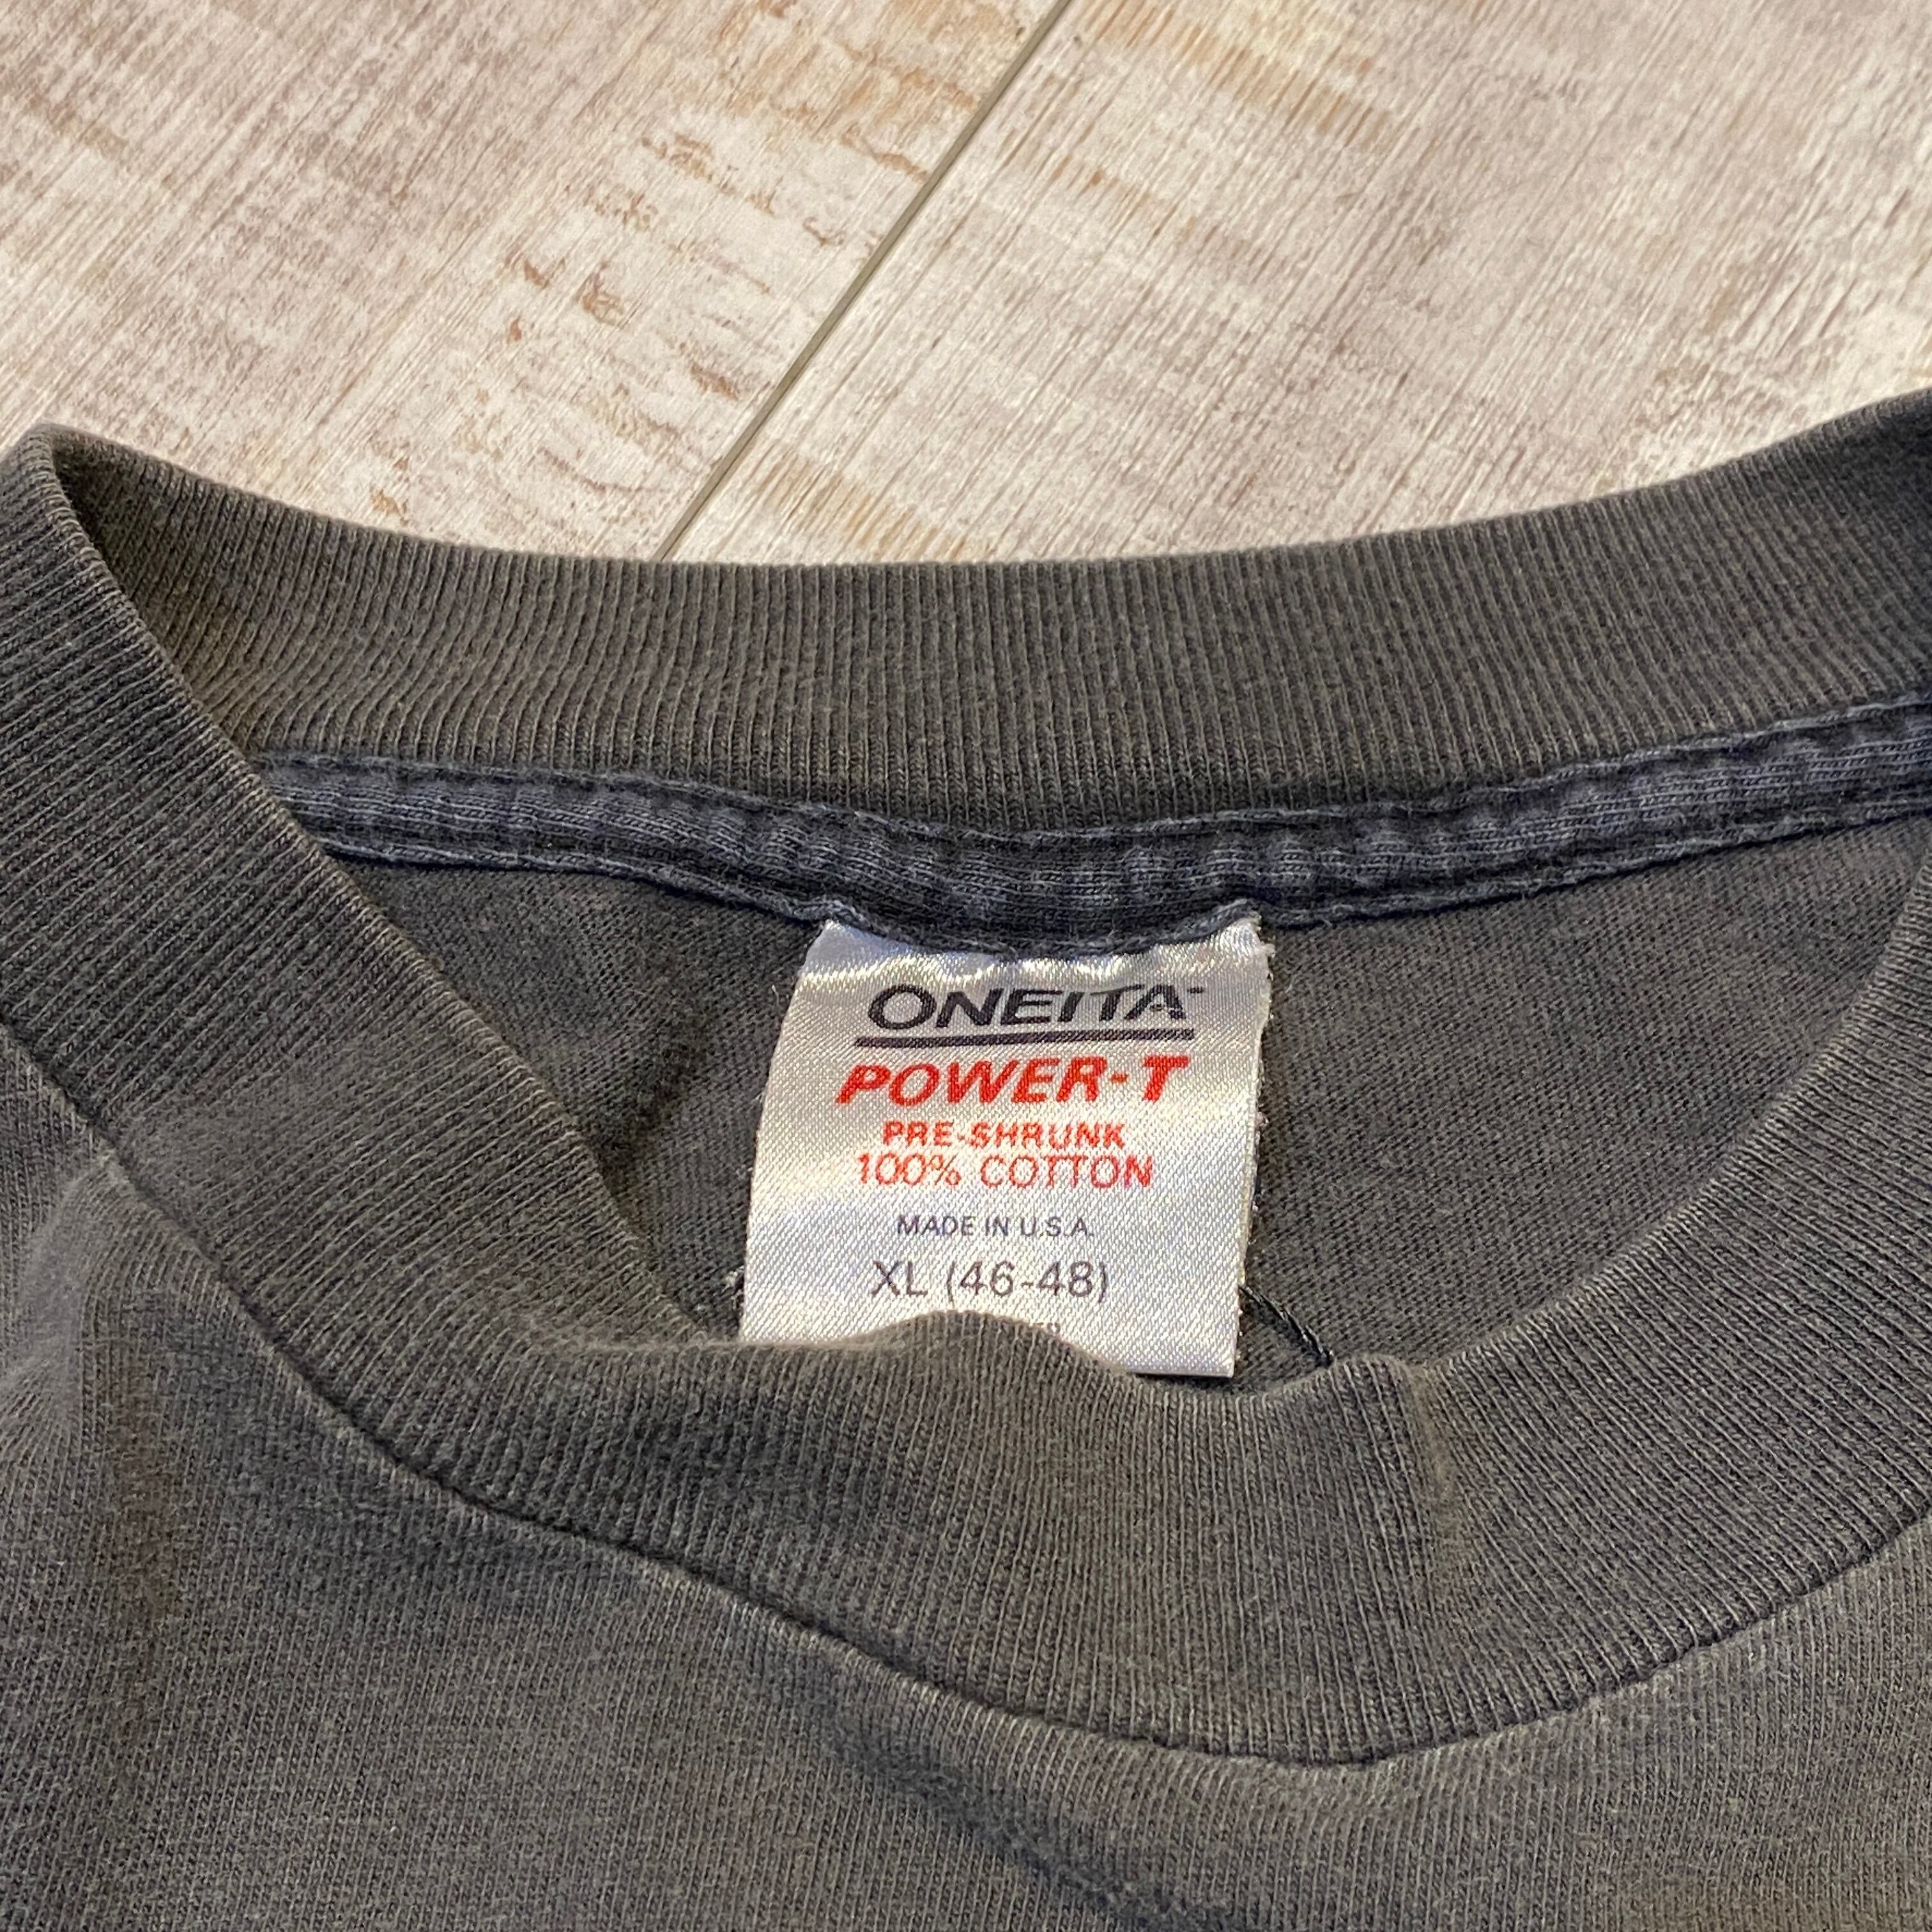 ONEITA
POWER-T
PRE-SHRUNK
100% COTTON
MADE IN U.S.A.
XL (46-48)